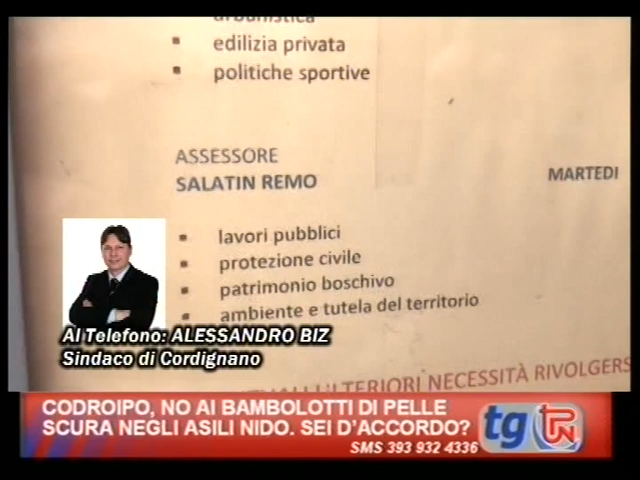 urbanistica
edilizia privata
politiche sportive
ASSESSORE
SALATIN REMO
MARTEDI
lavori pubblici
protezione civile
patrimonio boschivo
ambiente e tutela del territorio
ULTERIORI NECESSITÀ RIVOLGERS
Al Telefono: ALESSANDRO BIZ
Sindaco di Cordignano
CODROIPO, NO AI BAMBOLOTTI DI PELLE
SCURA NEGLI ASILI NIDO. SEI D'ACCORDO?
SMS 393 932 4336
tg TPN